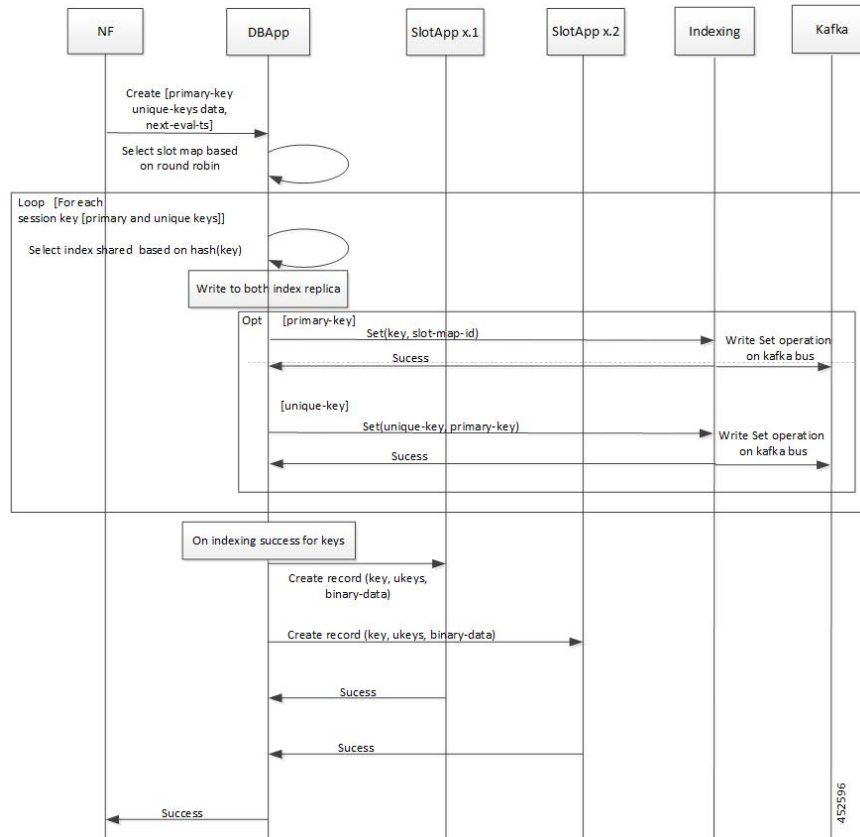 NF
DBApp
SlotApp x.1
SlotApp x.2
Indexing
Kafka
Create [primary-key
unique-keys data,
next-eval-ts]
Select slot map based
on round robin
Loop [For each
session key [primary and unique keys]]
Select index shared based on hash(key)
Write to both index replica
Opt [primary-key]
Set(key, slot-map-id)
Write Set operation
on kafka bus
Sucess
[unique-key]
Set(unique-key, primary-key)
Write Set operation
on kafka bus
Sucess
On indexing success for keys
Create record (key, ukeys,
binary-data)
Create record (key, ukeys, binary-data)
Sucess
Sucess
Success
452596